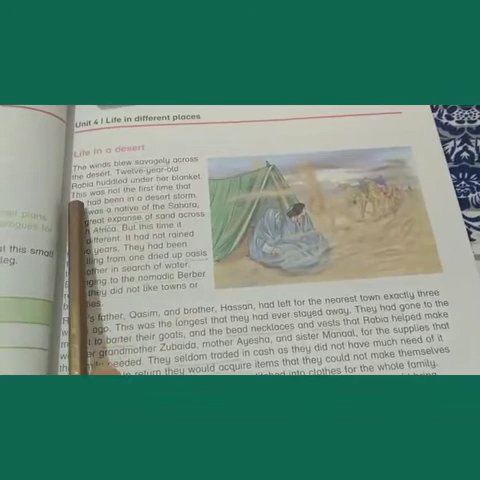 Unit 4 | Life in different places
Life in a desert
The winds blew savagely across
the desert. Twelve-year-old
Rabia huddled under her blanket.
This was not the first time that
had been in a desert storm.
was a native of the Sahara,
great expanse of sand across
Africa. But this time it
different. It had not rained
years. They had been
from one dried up oasis
in search of water.
to the nomadic Berber
they did not like towns or
father, Qasim, and brother, Hassan, had left for the nearest town exactly three
ago. This was the longest that they had ever stayed away. They had gone to the
to barter their goats, and the bead necklaces and vests that Rabia helped make
grandmother Zubaida, mother Ayesha, and sister Manaal, for the supplies that
needed. They seldom traded in cash as they did not have much need of it
return they would acquire items that they could not make themselves
into clothes for the whole family.
plans
for
this small
leg.